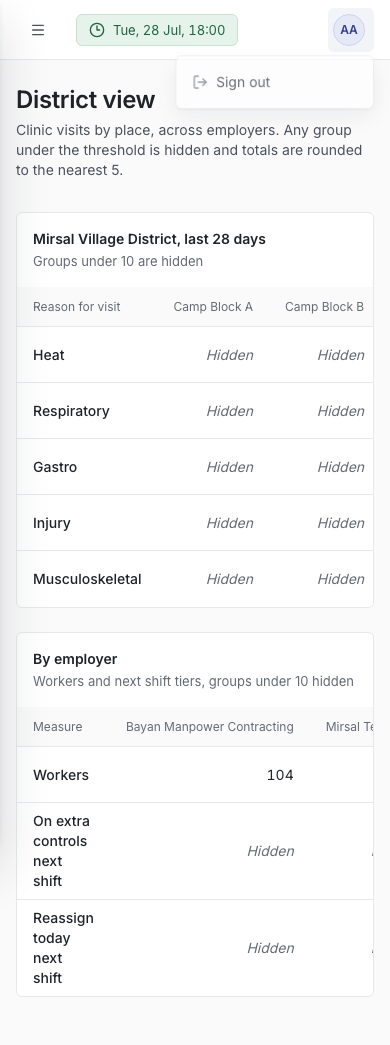 Tue, 28 Jul, 18:00
AA
Sign out
District view
Clinic visits by place, across employers. Any group
under the threshold is hidden and totals are rounded
to the nearest 5.
Mirsal Village District, last 28 days
Groups under 10 are hidden
Reason for visit Camp Block A Camp Block B
Heat Hidden Hidden
Respiratory Hidden Hidden
Gastro Hidden Hidden
Injury Hidden Hidden
Musculoskeletal Hidden Hidden
By employer
Workers and next shift tiers, groups under 10 hidden
Measure Bayan Manpower Contracting Mirsal
Workers 104
On extra
controls
next
shift
Hidden
Reassign
today
next
shift
Hidden